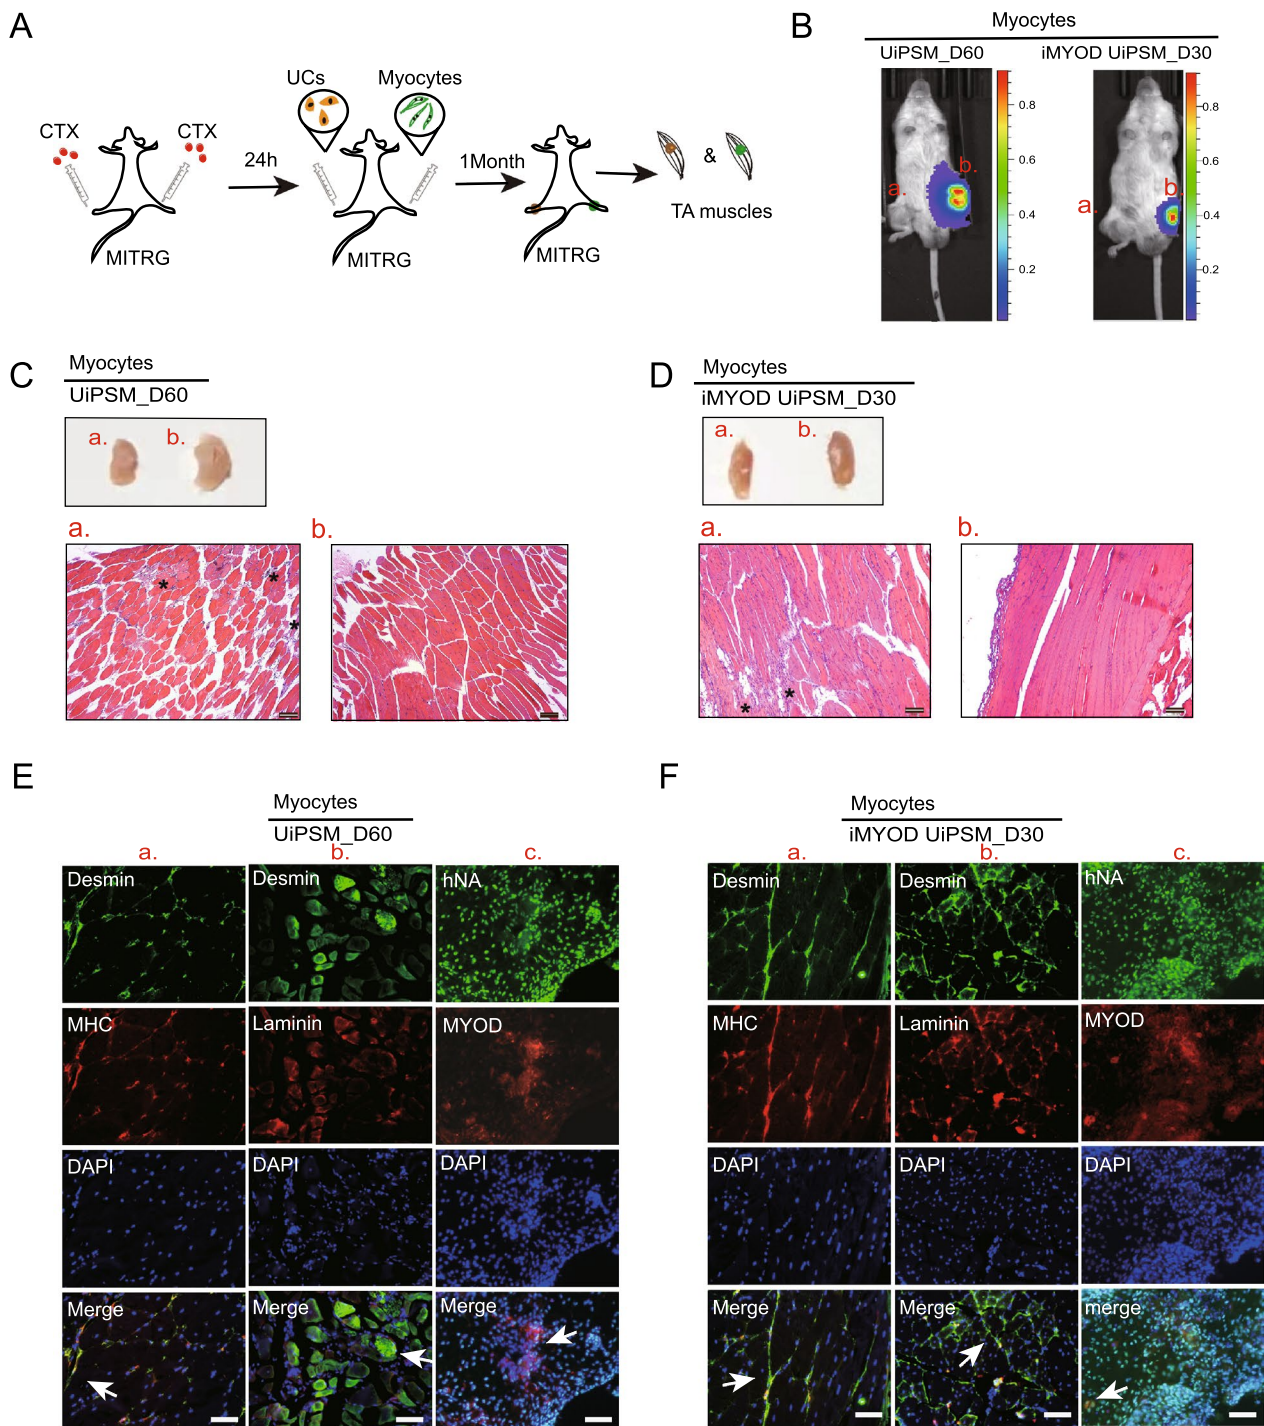 A
UCs
Myocytes
CTX
CTX
24h
1Month
&
MITRG
MITRG
MITRG
TA muscles
B
Myocytes
UiPSM_D60
iMYOD UiPSM_D30
a.
b.
0.8
0.6
0.4
0.2
a.
b.
0.8
0.6
0.4
0.2
C
Myocytes
UiPSM_D60
a.
b.
a.
b.
*
*
*
D
Myocytes
iMYOD UiPSM_D30
a.
b.
a.
b.
*
*
E
Myocytes
UiPSM_D60
a.
b.
c.
Desmin
Desmin
hNA
MHC
Laminin
MYOD
DAPI
DAPI
DAPI
Merge
Merge
Merge
F
Myocytes
iMYOD UiPSM_D30
a.
b.
c.
Desmin
Desmin
hNA
MHC
Laminin
MYOD
DAPI
DAPI
DAPI
Merge
Merge
merge